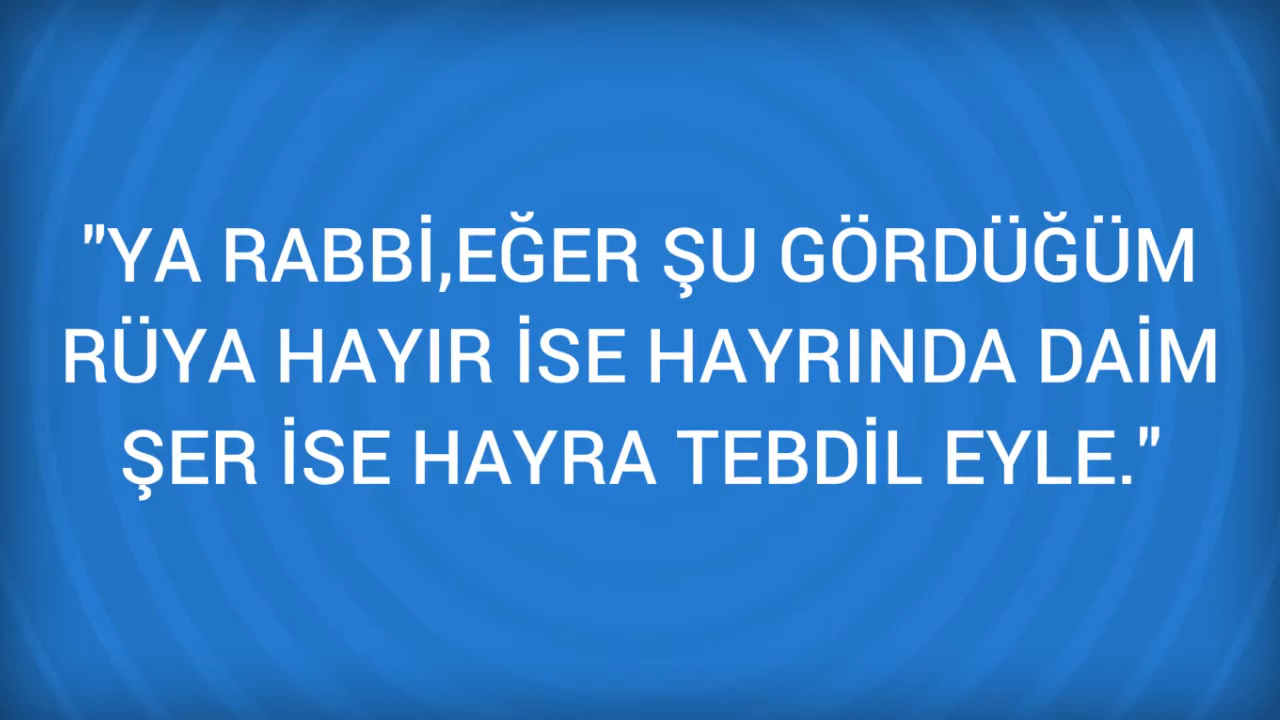 "YA RABBİ,EĞER ŞU GÖRDÜĞÜM
RÜYA HAYIR İSE HAYRINDA DAİM
ŞER İSE HAYRA TEBDİL EYLE."